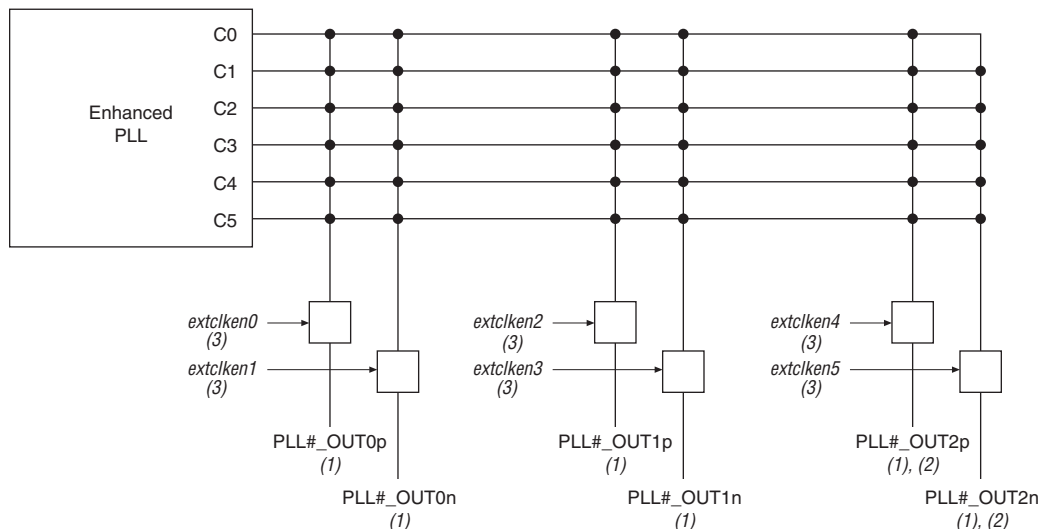 C0
C1
Enhanced
PLL
C2
C3
C4
C5
extclken0
(3)
extclken2
(3)
extclken4
(3)
extclken1
(3)
extclken3
(3)
extclken5
(3)
PLL#_OUT0p
(1)
PLL#_OUT1p
(1)
PLL#_OUT2p
(1), (2)
PLL#_OUT0n
(1)
PLL#_OUT1n
(1)
PLL#_OUT2n
(1), (2)